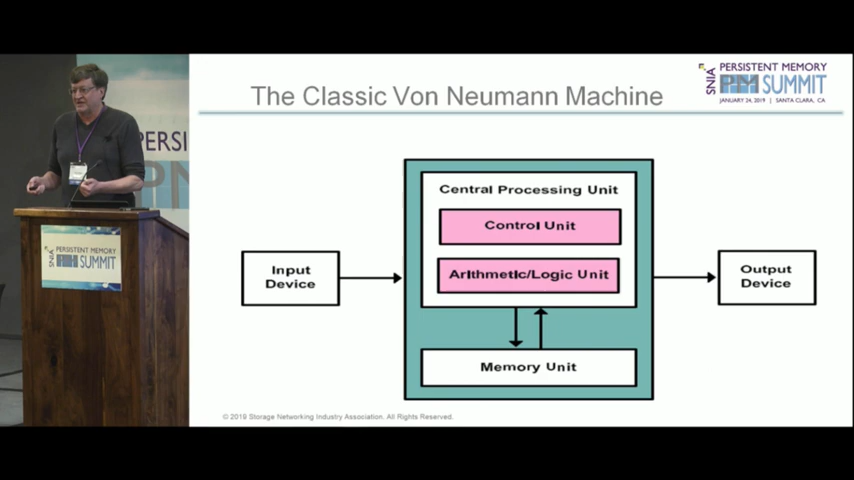 The Classic Von Neumann Machine
SNIA
PERSISTENT MEMORY
PM SUMMIT
JANUARY 24, 2019 | SANTA CLARA, CA
Central Processing Unit
Control Unit
Arithmetic/Logic Unit
Input
Device
Output
Device
Memory Unit
© 2019 Storage Networking Industry Association. All Rights Reserved.
PERSI
PM
SNIA
PERSISTENT MEMORY
PM SUMMIT